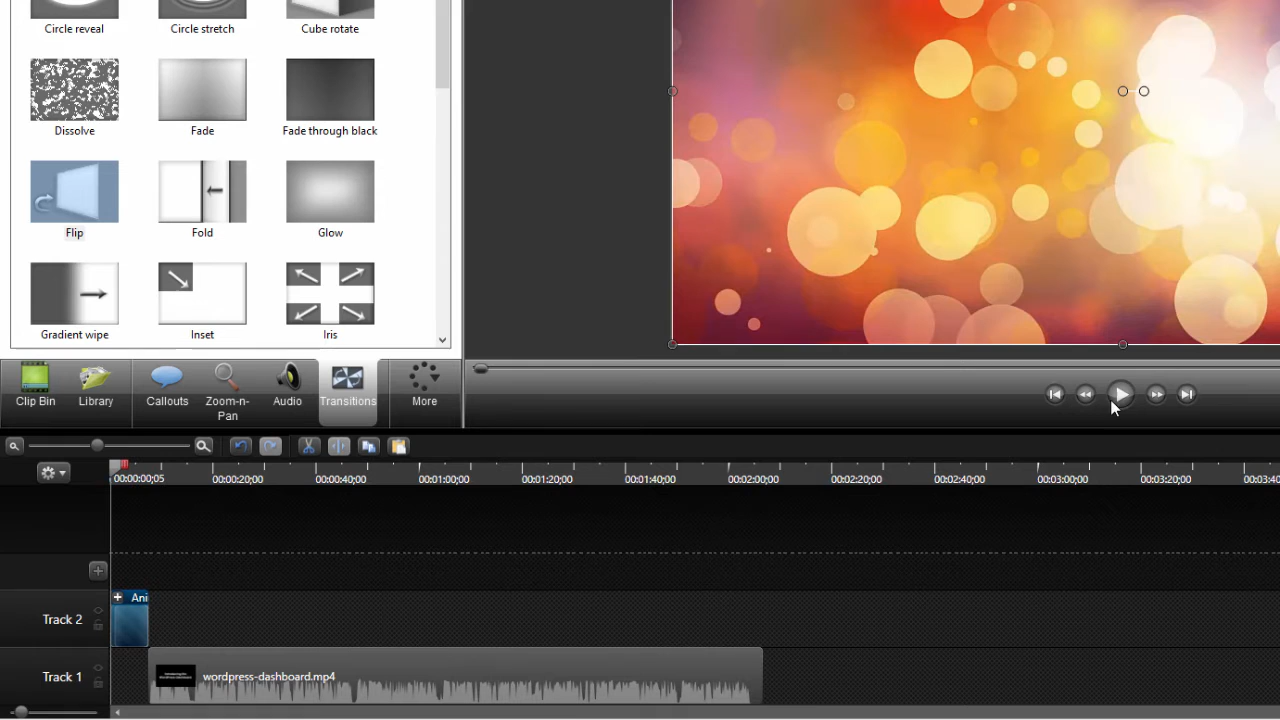 Circle reveal Circle stretch Cube rotate
Dissolve Fade Fade through black
Flip Fold Glow
Gradient wipe Inset Iris
Clip Bin Library Callouts Zoom-n-Pan Audio Transitions More
00:00:00;05 00:00:20;00 00:00:40;00 00:01:00;00 00:01:20;00 00:01:40;00 00:02:00;00 00:02:20;00 00:02:40;00 00:03:00;00 00:03:20;00 00:03:40
Ani
Track 2
Track 1 wordpress-dashboard.mp4